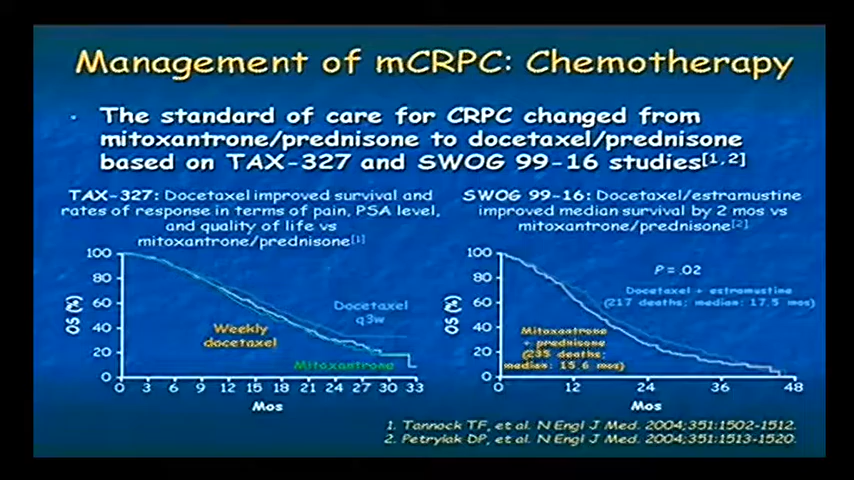 Management of mCRPC: Chemotherapy
• The standard of care for CRPC changed from
mitoxantrone/prednisone to docetaxel/prednisone
based on TAX-327 and SWOG 99-16 studies[1,2]
TAX-327: Docetaxel improved survival and
rates of response in terms of pain, PSA level,
and quality of life vs
mitoxantrone/prednisone[1]
100
80
60
40
20
0
OS (%)
Docetaxel
q3w
Weekly
docetaxel
Mitoxantrone
0 3 6 9 12 15 18 21 24 27 30 33
Mos
SWOG 99-16: Docetaxel/estramustine
improved median survival by 2 mos vs
mitoxantrone/prednisone[2]
100
80
60
40
20
0
OS (%)
P = .02
Docetaxel + estramustine
(217 deaths; median: 17.5 mos)
Mitoxantrone
+ prednisone
(235 deaths;
median: 15.6 mos)
0 12 24 36 48
Mos
1. Tannock TF, et al. N Engl J Med. 2004;351:1502-1512.
2. Petrylak DP, et al. N Engl J Med. 2004;351:1513-1520.